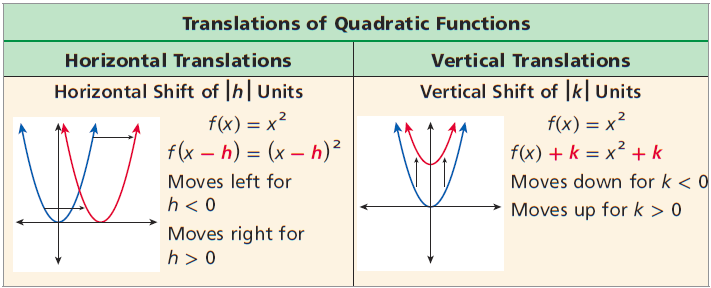 Translations of Quadratic Functions
Horizontal Translations
Horizontal Shift of |h| Units
f(x) = x²
f(x – h) = (x – h)²
Moves left for
h < 0
Moves right for
h > 0
Vertical Translations
Vertical Shift of |k| Units
f(x) = x²
f(x) + k = x² + k
Moves down for k < 0
Moves up for k > 0